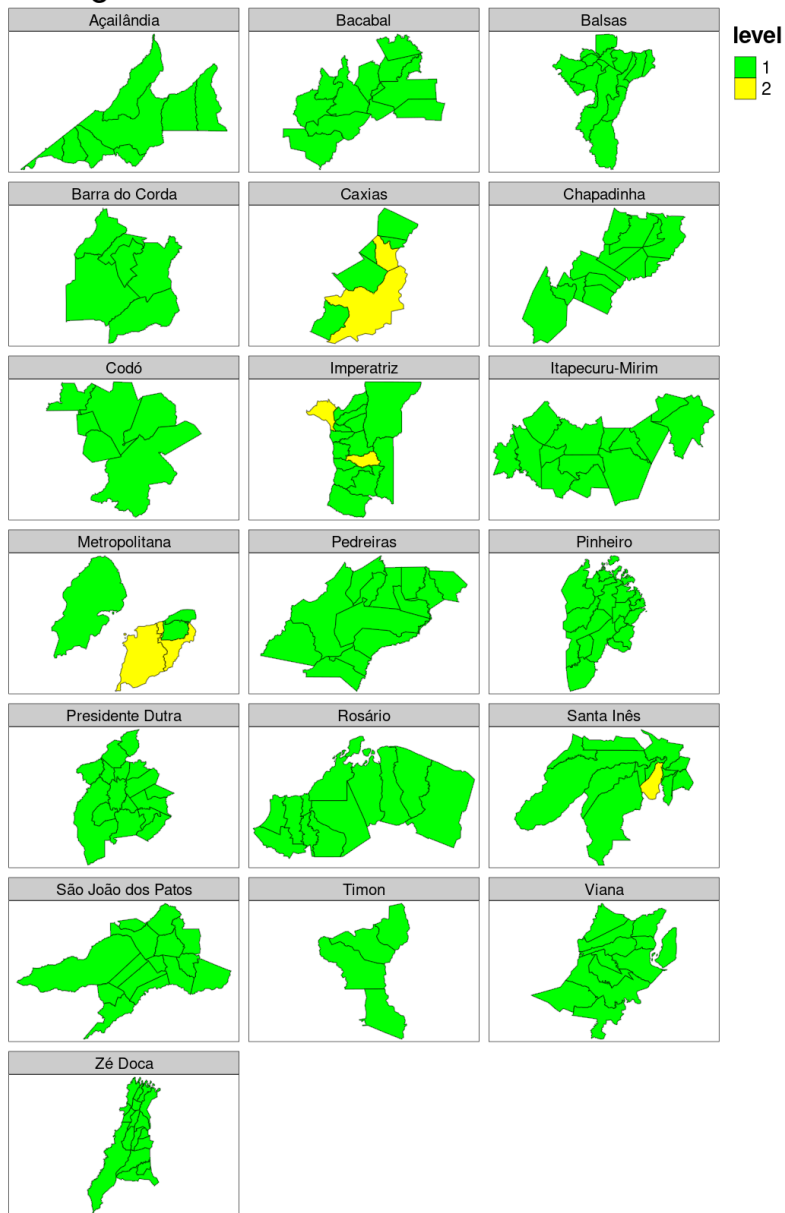 Açailândia
Bacabal
Balsas
level
1
2
Barra do Corda
Caxias
Chapadinha
Codó
Imperatriz
Itapecuru-Mirim
Metropolitana
Pedreiras
Pinheiro
Presidente Dutra
Rosário
Santa Inês
São João dos Patos
Timon
Viana
Zé Doca